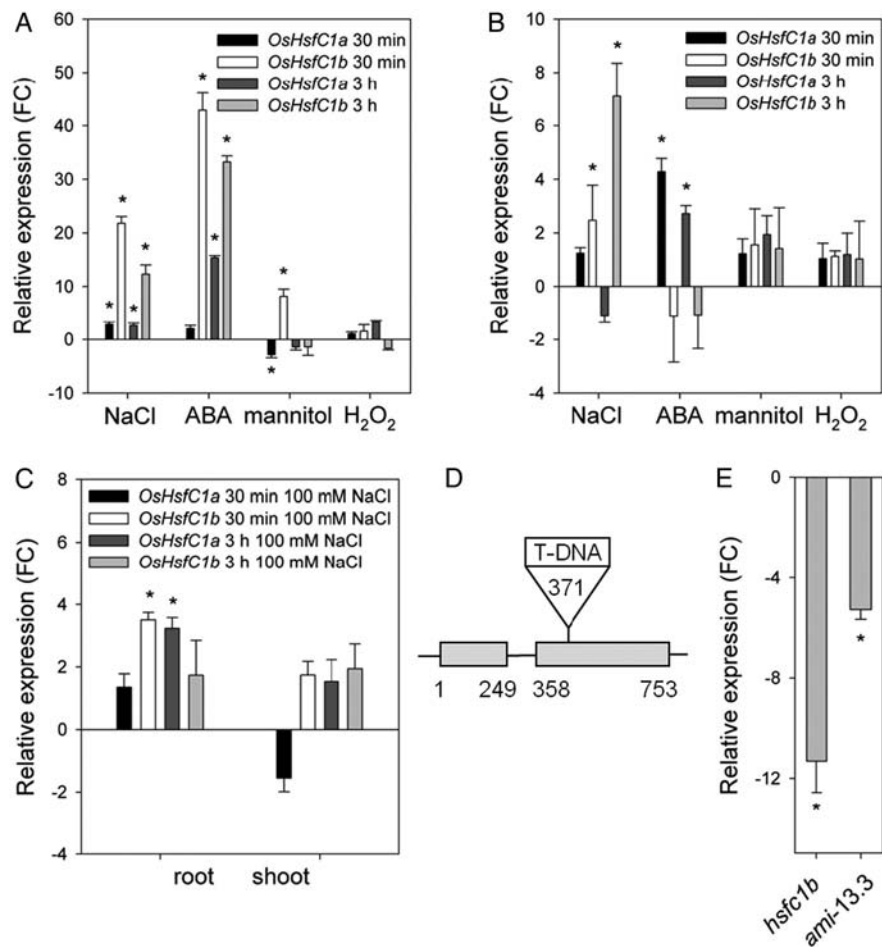 A
Relative expression (FC)
60
50
40
30
20
10
0
-10
OsHsfC1a 30 min
OsHsfC1b 30 min
OsHsfC1a 3 h
OsHsfC1b 3 h
* * * * * * * * *
NaCl ABA mannitol H₂O₂
B
Relative expression (FC)
10
8
6
4
2
0
-2
-4
OsHsfC1a 30 min
OsHsfC1b 30 min
OsHsfC1a 3 h
OsHsfC1b 3 h
* * * *
NaCl ABA mannitol H₂O₂
C
Relative expression (FC)
8
6
4
2
0
-2
-4
OsHsfC1a 30 min 100 mM NaCl
OsHsfC1b 30 min 100 mM NaCl
OsHsfC1a 3 h 100 mM NaCl
OsHsfC1b 3 h 100 mM NaCl
* *
root shoot
D
T-DNA
371
1 249 358 753
E
Relative expression (FC)
0
-4
-8
-12
* *
hsfc1b
ami-13.3